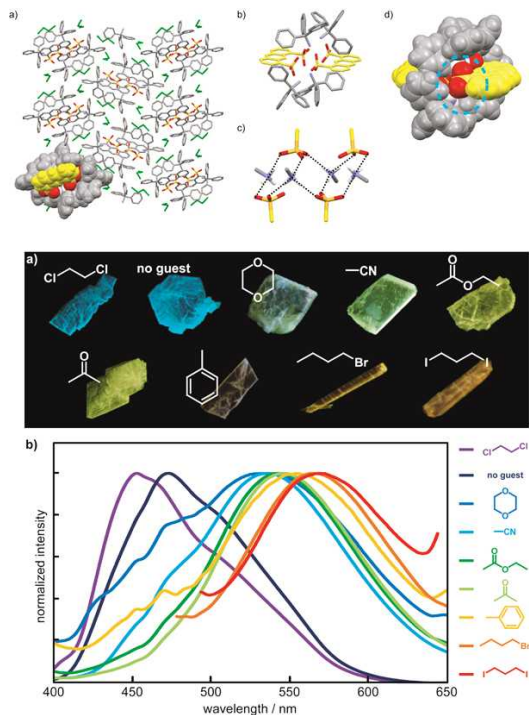 a)
b)
c)
d)
a)
Cl
Cl
no guest
O
O
CN
O
O
O
Br
I
I
b)
normalized intensity
400
450
500
550
600
650
wavelength / nm
Cl
Cl
no guest
O
O
CN
O
O
O
Br
I
I